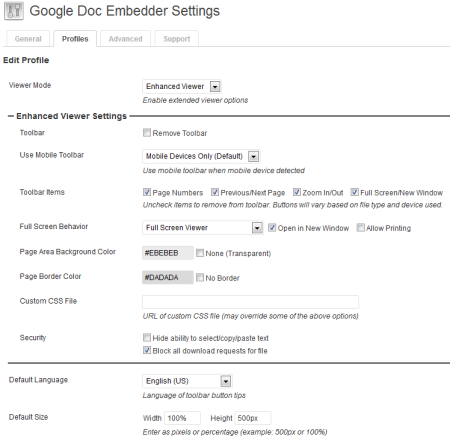 Google Doc Embedder Settings
General Profiles Advanced Support
Edit Profile
Viewer Mode Enhanced Viewer
Enable extended viewer options
Enhanced Viewer Settings
Toolbar Remove Toolbar
Use Mobile Toolbar Mobile Devices Only (Default)
Use mobile toolbar when mobile device detected
Toolbar Items Page Numbers Previous/Next Page Zoom In/Out Full Screen/New Window
Uncheck items to remove from toolbar. Buttons will vary based on file type and device used.
Full Screen Behavior Full Screen Viewer Open in New Window Allow Printing
Page Area Background Color #EBEBEB None (Transparent)
Page Border Color #DADADA No Border
Custom CSS File
URL of custom CSS file (may override some of the above options)
Security Hide ability to select/copy/paste text
Block all download requests for file
Default Language English (US)
Language of toolbar button tips
Default Size Width 100% Height 500px
Enter as pixels or percentage (example: 500px or 100%)